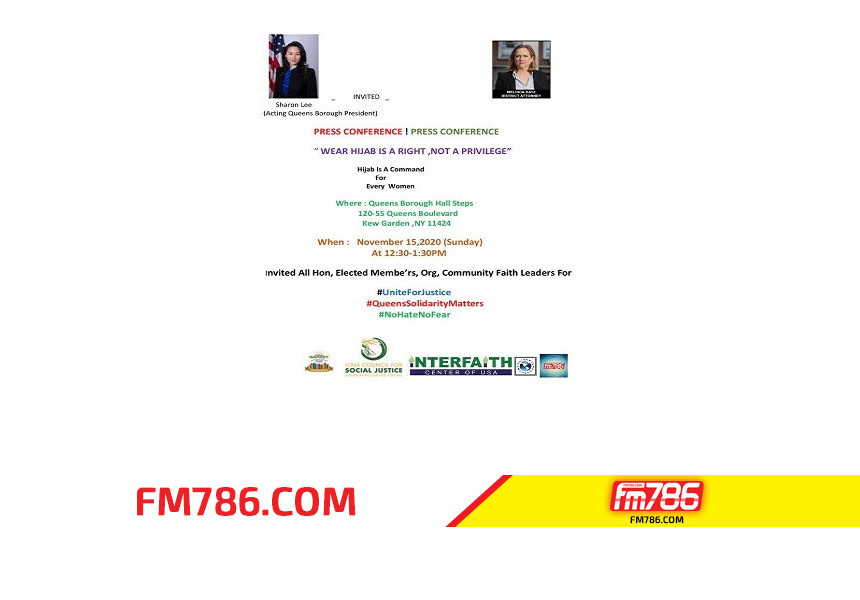 _ INVITED _
MELINDA KATZ
DISTRICT ATTORNEY
Sharon Lee
(Acting Queens Borough President)
PRESS CONFERENCE ! PRESS CONFERENCE
“ WEAR HIJAB IS A RIGHT ,NOT A PRIVILEGE”
Hijab Is A Command
For
Every Women
Where : Queens Borough Hall Steps
120-55 Queens Boulevard
Kew Garden ,NY 11424
When : November 15,2020 (Sunday)
At 12:30-1:30PM
Invited All Hon, Elected Membe’rs, Org, Community Faith Leaders For
#UniteForJustice
#QueensSolidarityMatters
#NoHateNoFear
ICNA COUNCIL FOR
SOCIAL JUSTICE
INTERFAITH
CENTER OF USA
fm786
FM786.COM
fm786
FM786.COM